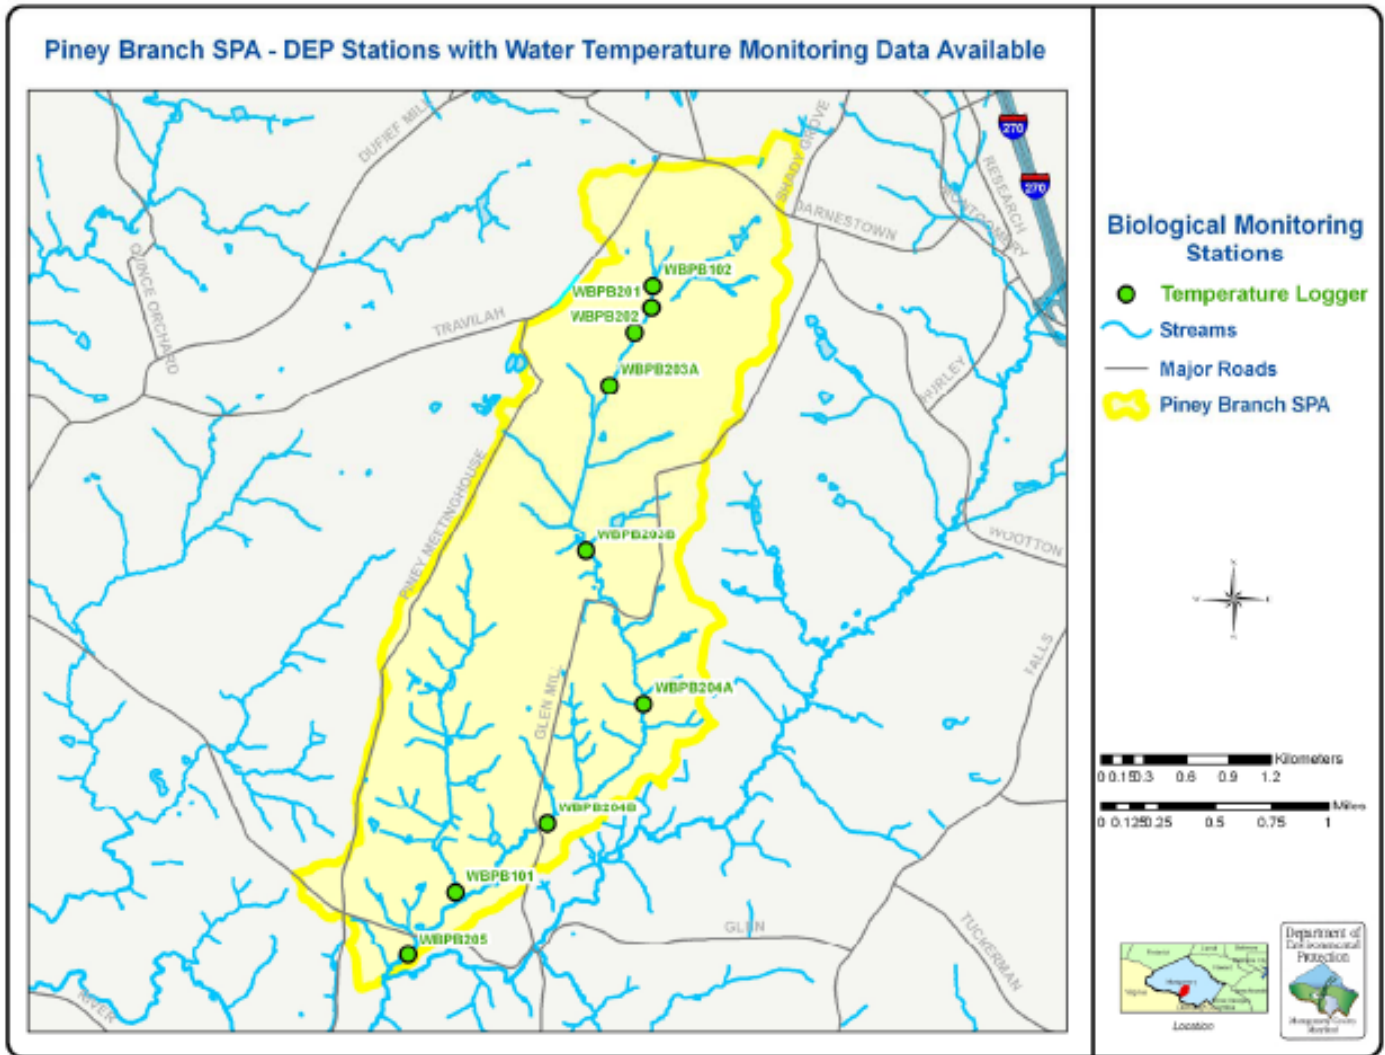 Piney Branch SPA - DEP Stations with Water Temperature Monitoring Data Available
DUFIEF MILL
SHADY GROVE
270
270
RESEARCH
MONTGOMERY
DARNESTOWN
QUINCE ORCHARD
TRAVILAH
WBPB102
WBPB201
WBPB202
WBPB203A
HURLEY
PINEY MEETINGHOUSE
WBPB203B
WOOTTON
FALLS
GLEN MILL
WBPB204A
WBPB204B
WBPB101
WBPB205
GLEN
TUCKERMAN
RIVER
Biological Monitoring
Stations
Temperature Logger
Streams
Major Roads
Piney Branch SPA
Kilometers
0 0.15 0.3 0.6 0.9 1.2
Miles
0 0.125 0.25 0.5 0.75 1
Location
Department of
Environmental
Protection
Montgomery County
Maryland